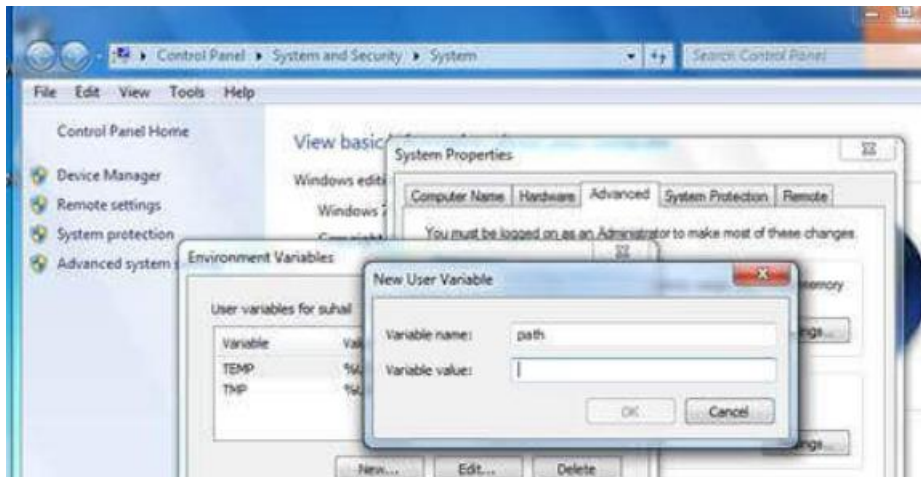 Control Panel ▸ System and Security ▸ System
Search Control Panel
File Edit View Tools Help
Control Panel Home
Device Manager
Remote settings
System protection
Advanced system
View basic
Windows editi
Windows 7
System Properties
Computer Name Hardware Advanced System Protection Remote
You must be logged on as an Administrator to make most of these changes.
memory
Environment Variables
User variables for suhail
Variable
TEMP
TMP
New... Edit... Delete
New User Variable
Variable name: path
Variable value:
OK Cancel